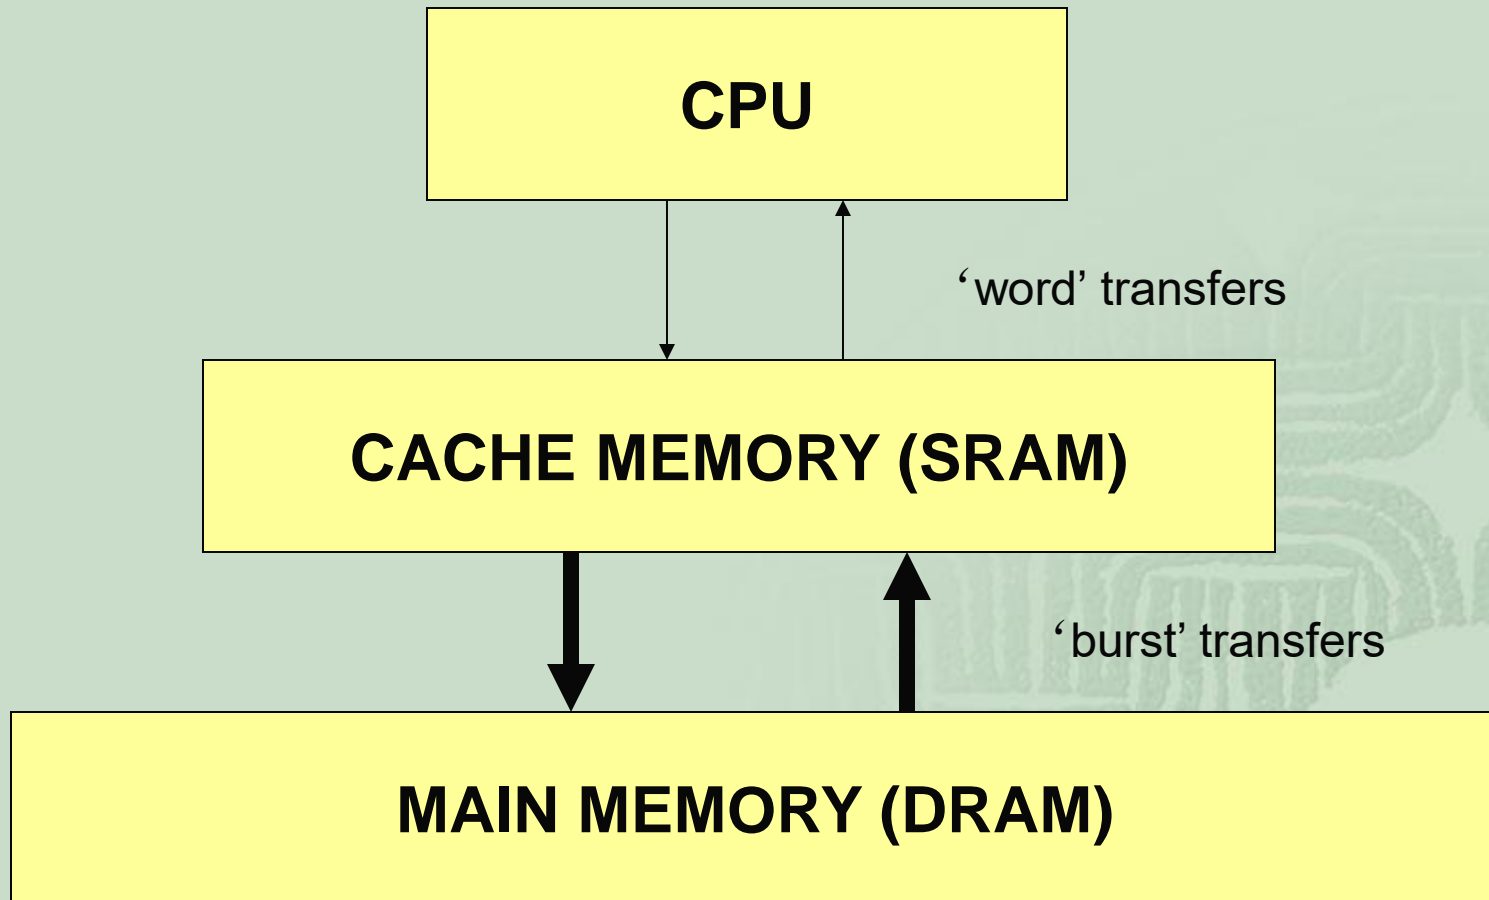 CPU
‘word’ transfers
CACHE MEMORY (SRAM)
‘burst’ transfers
MAIN MEMORY (DRAM)